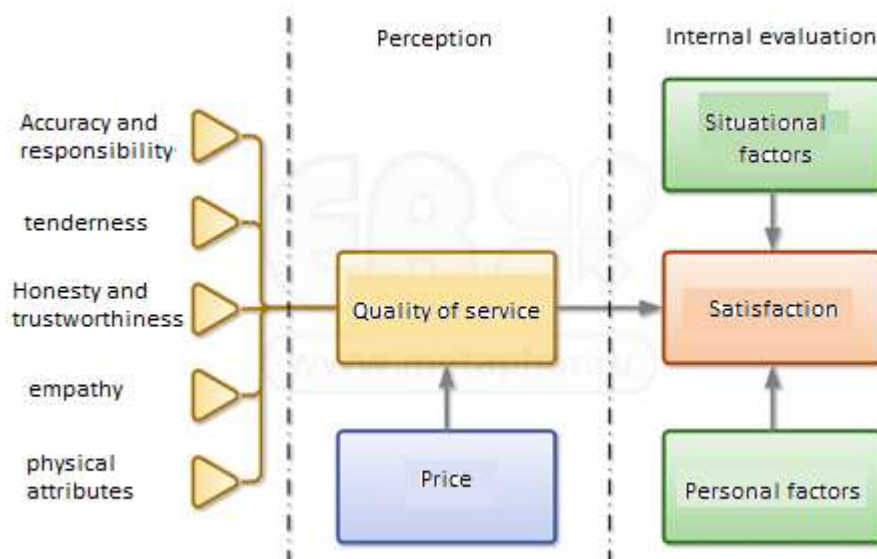 Perception
Internal evaluation
Accuracy and
responsibility
tenderness
Honesty and
trustworthiness
empathy
physical
attributes
Quality of service
Price
Situational
factors
Satisfaction
Personal factors